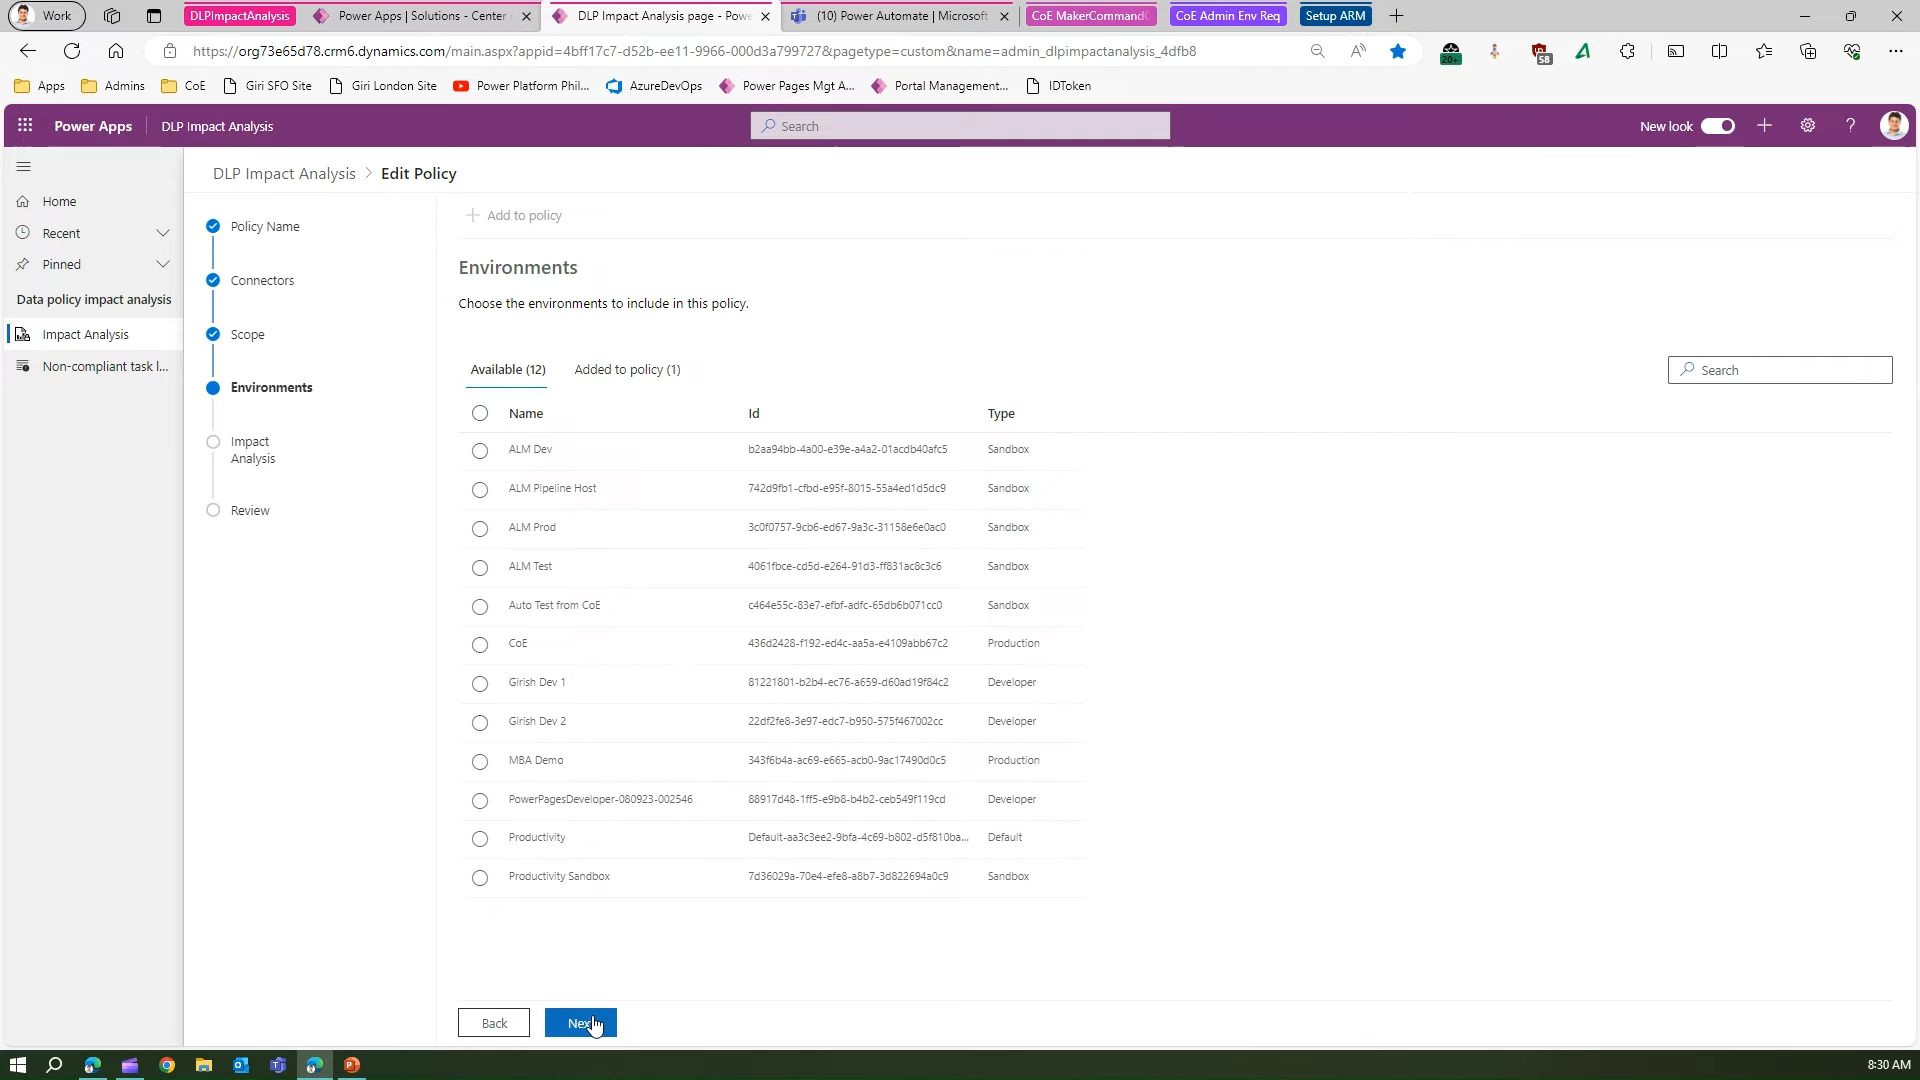 Work
DLPImpactAnalysis
Power Apps | Solutions - Center
DLP Impact Analysis page - Powe
(10) Power Automate | Microsoft
CoE MakerCommandC
CoE Admin Env Req
Setup ARM
https://org73e65d78.crm6.dynamics.com/main.aspx?appid=4bff17c7-d52b-ee11-9966-000d3a799727&pagetype=custom&name=admin_dlpimpactanalysis_4dfb8
20+
58
Apps
Admins
CoE
Giri SFO Site
Giri London Site
Power Platform Phil...
AzureDevOps
Power Pages Mgt A...
Portal Management...
IDToken
Power Apps
DLP Impact Analysis
Search
New look
DLP Impact Analysis > Edit Policy
Home
Recent
Pinned
Data policy impact analysis
Impact Analysis
Non-compliant task l...
Policy Name
Connectors
Scope
Environments
Impact
Analysis
Review
Add to policy
Environments
Choose the environments to include in this policy.
Available (12)
Added to policy (1)
Search
Name Id Type
ALM Dev b2aa94bb-4a00-e39e-a4a2-01acdb40afc5 Sandbox
ALM Pipeline Host 742d9fb1-cfbd-e95f-8015-55a4ed1d5dc9 Sandbox
ALM Prod 3c0f0757-9cb6-ed67-9a3c-31158e6e0ac0 Sandbox
ALM Test 4061fbce-cd5d-e264-91d3-ff831ac8c3c6 Sandbox
Auto Test from CoE c464e55c-83e7-efbf-adfc-65db6b071cc0 Sandbox
CoE 436d2428-f192-ed4c-aa5a-e4109abb67c2 Production
Girish Dev 1 81221801-b2b4-ec76-a659-d60ad19f84c2 Developer
Girish Dev 2 22df2fe8-3e97-edc7-b950-575f467002cc Developer
MBA Demo 343f6b4a-ac69-e665-acb0-9ac17490d0c5 Production
PowerPagesDeveloper-080923-002546 88917d48-1ff5-e9b8-b4b2-ceb549f119cd Developer
Productivity Default-aa3c3ee2-9bfa-4c69-b802-d5f810ba... Default
Productivity Sandbox 7d36029a-70e4-efe8-a8b7-3d822694a0c9 Sandbox
Back
Next
8:30 AM